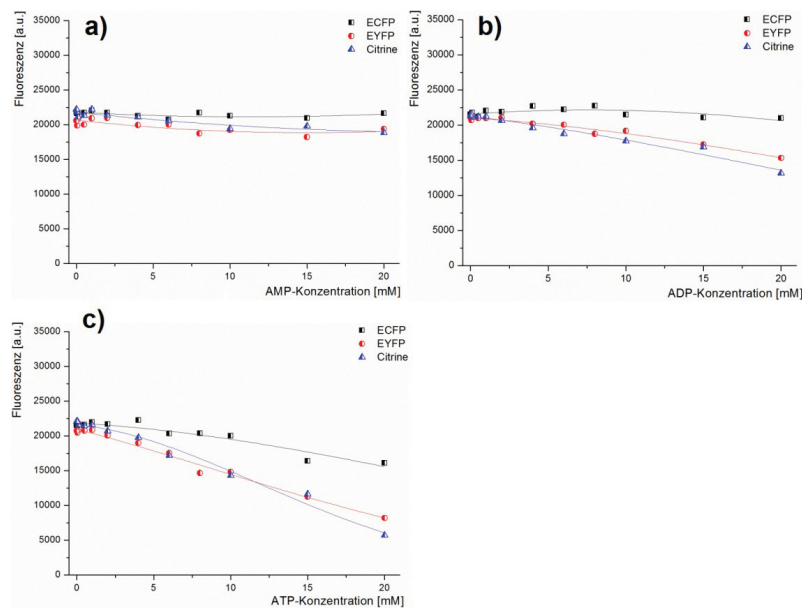 a)
ECFP
EYFP
Citrine
Fluoreszenz [a.u.]
35000
30000
25000
20000
15000
10000
5000
0
0 5 10 15 20
AMP-Konzentration [mM]
b)
ECFP
EYFP
Citrine
Fluoreszenz [a.u.]
35000
30000
25000
20000
15000
10000
5000
0
0 5 10 15 20
ADP-Konzentration [mM]
c)
ECFP
EYFP
Citrine
Fluoreszenz [a.u.]
35000
30000
25000
20000
15000
10000
5000
0
0 5 10 15 20
ATP-Konzentration [mM]